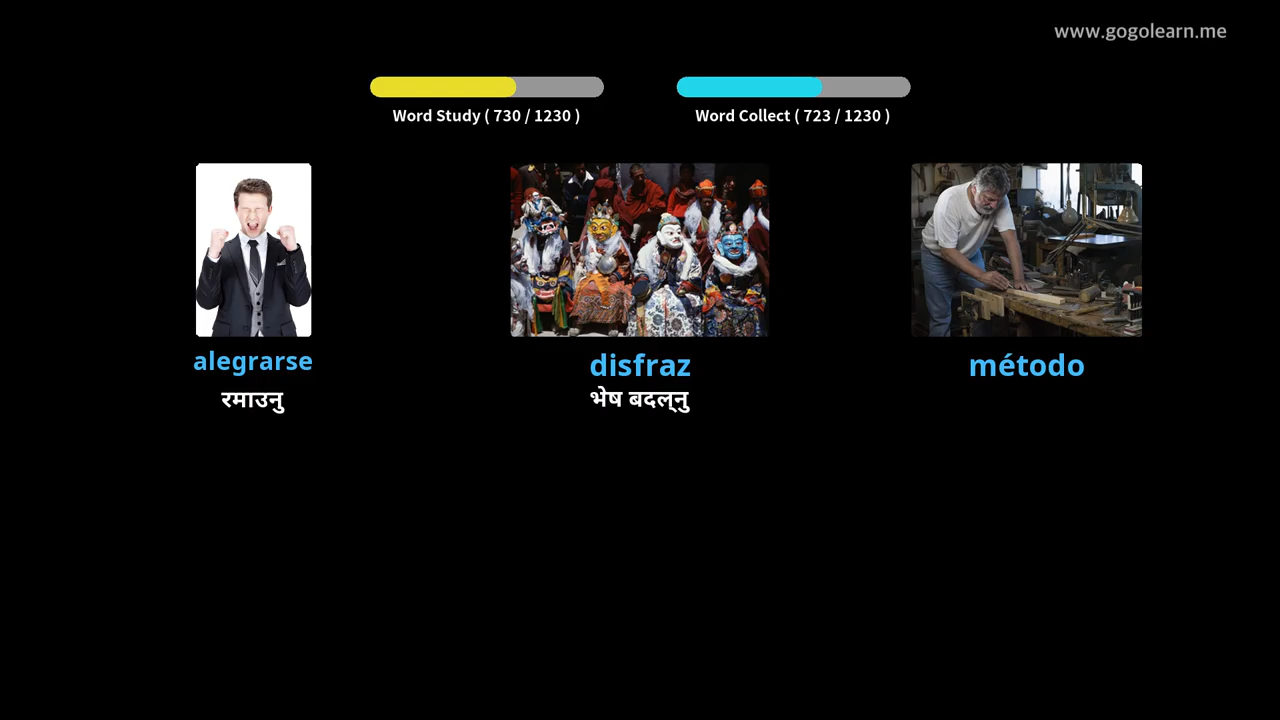 www.gogolearn.me
Word Study ( 730 / 1230 )
Word Collect ( 723 / 1230 )
alegrarse
disfraz
método
रमाउनु
भेष बदल्नु